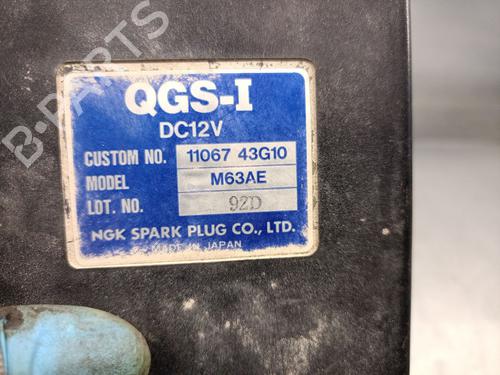 B-PARTS
QGS-I
DC12V
CUSTOM NO. 11067 43G10
MODEL M63AE
LOT. NO. 92D
NGK SPARK PLUG CO., LTD.
MADE IN JAPAN